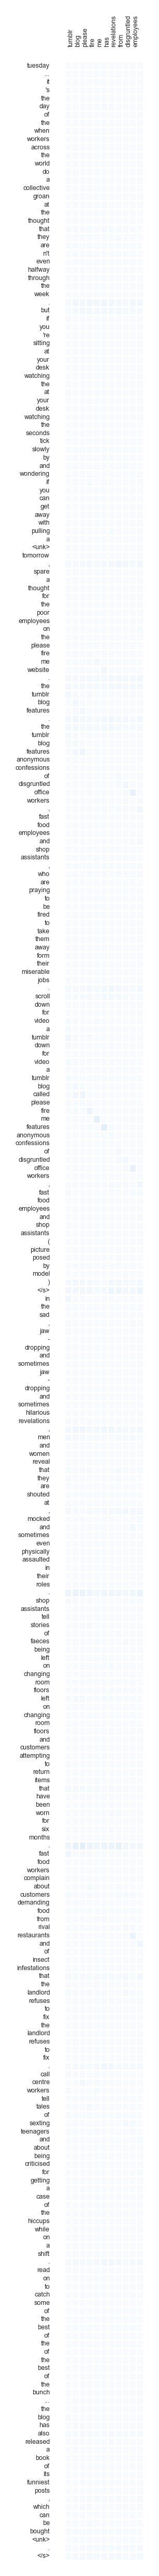 tumblr
blog
please
fire
me
has
revelations
from
disgruntled
employees
tuesday
...
it
's
the
day
of
the
when
workers
across
the
world
do
a
collective
groan
at
the
thought
that
they
are
n't
even
halfway
through
the
week
.
but
if
you
're
sitting
at
your
desk
watching
the
at
your
desk
watching
the
seconds
tick
slowly
by
and
wondering
if
you
can
get
away
with
pulling
a
<unk>
tomorrow
,
spare
a
thought
for
the
poor
employees
on
the
please
fire
me
website
.
the
tumblr
blog
features
.
the
tumblr
blog
features
anonymous
confessions
of
disgruntled
office
workers
,
fast
food
employees
and
shop
assistants
,
who
are
praying
to
be
fired
to
take
them
away
form
their
miserable
jobs
.
scroll
down
for
video
a
tumblr
down
for
video
a
tumblr
blog
called
please
fire
me
features
anonymous
confessions
of
disgruntled
office
workers
,
fast
food
employees
and
shop
assistants
(
picture
posed
by
model
)
</s>
in
the
sad
,
jaw
-
dropping
and
sometimes
jaw
-
dropping
and
sometimes
hilarious
revelations
,
men
and
women
reveal
that
they
are
shouted
at
,
mocked
and
sometimes
even
physically
assaulted
in
their
roles
.
shop
assistants
tell
stories
of
faeces
being
left
on
changing
room
floors
left
on
changing
room
floors
and
customers
attempting
to
return
items
that
have
been
worn
for
six
months
.
fast
food
workers
complain
about
customers
demanding
food
from
rival
restaurants
and
of
insect
infestations
that
the
landlord
refuses
to
fix
the
landlord
refuses
to
fix
.
call
centre
workers
tell
tales
of
sexting
teenagers
and
about
being
criticised
for
getting
a
case
of
the
hiccups
while
on
a
shift
.
read
on
to
catch
some
of
the
best
of
the
of
the
best
of
the
bunch
...
the
blog
has
also
released
a
book
of
its
funniest
posts
,
which
can
be
bought
<unk>
.
</s>